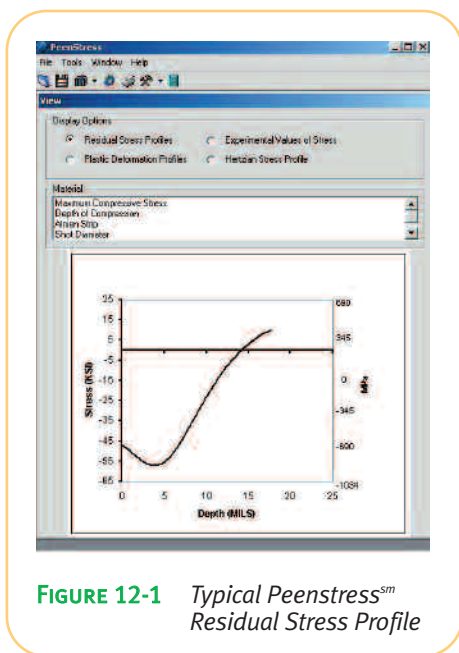 PeenStress
File Tools Window Help
View
Display Options
Residual Stress Profiles
Experimental Values of Stress
Plastic Deformation Profiles
Hertzian Stress Profile
Material
Maximum Compressive Stress
Depth of Compression
Almen Strip
Shot Diameter
25
15
5
-5
-15
-25
-35
-45
-55
-65
Stress (KSI)
690
345
0
-345
-690
-1034
MPa
0 5 10 15 20 25
Depth (MILS)
FIGURE 12-1 Typical Peenstress℠
Residual Stress Profile